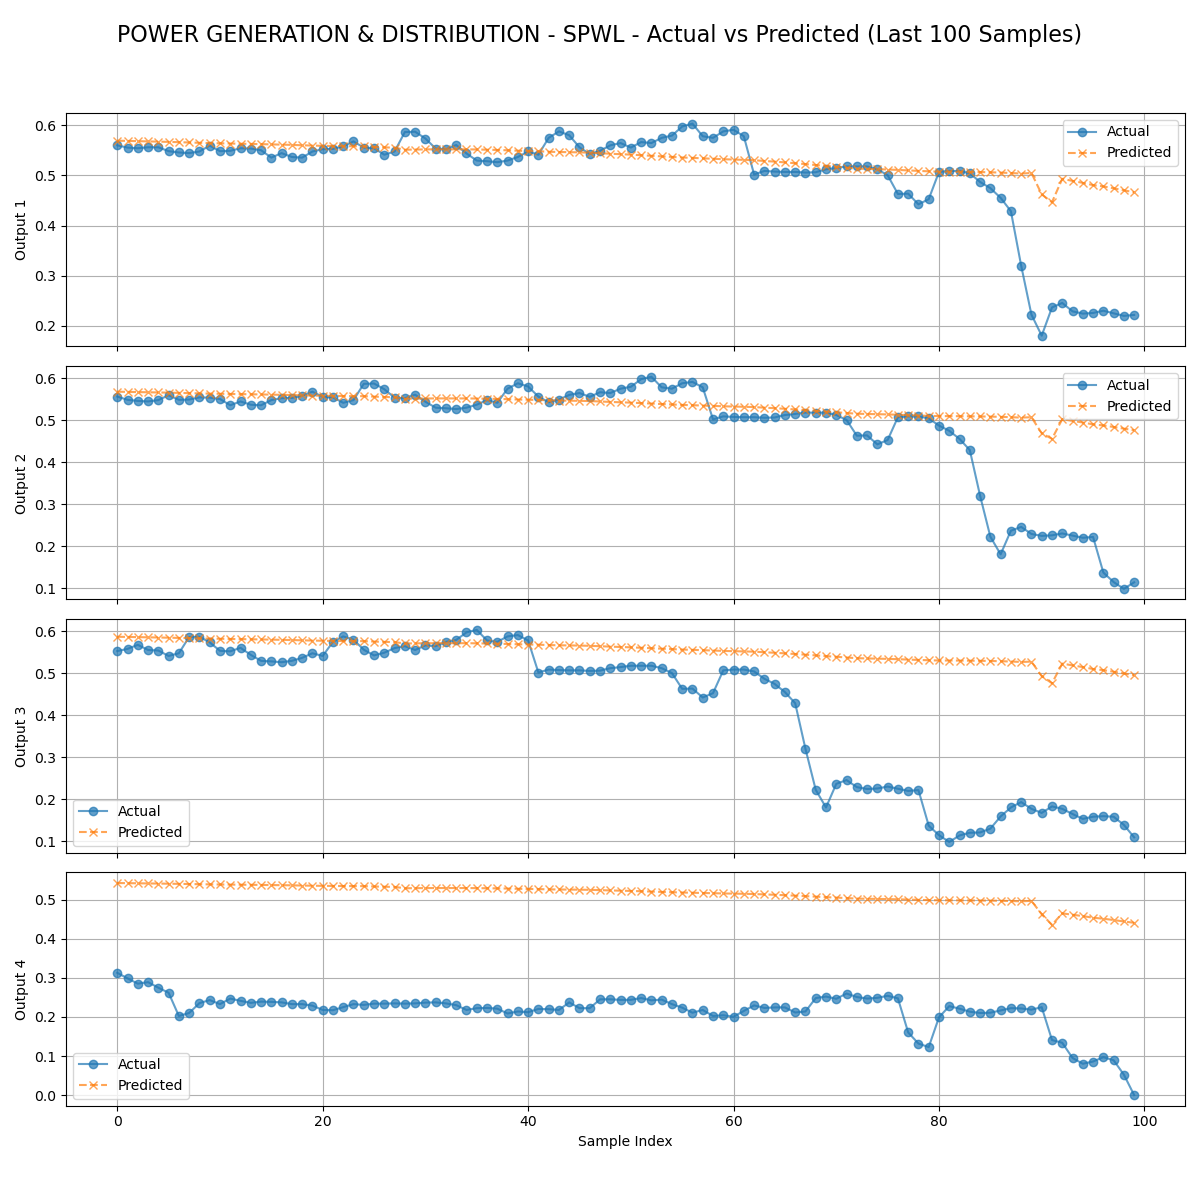 POWER GENERATION & DISTRIBUTION - SPWL - Actual vs Predicted (Last 100 Samples)
0.6
0.5
0.4
0.3
0.2
Output 1
Actual
Predicted
0.6
0.5
0.4
0.3
0.2
0.1
Output 2
Actual
Predicted
0.6
0.5
0.4
0.3
0.2
0.1
Output 3
Actual
Predicted
0.5
0.4
0.3
0.2
0.1
0.0
Output 4
Actual
Predicted
0 20 40 60 80 100
Sample Index